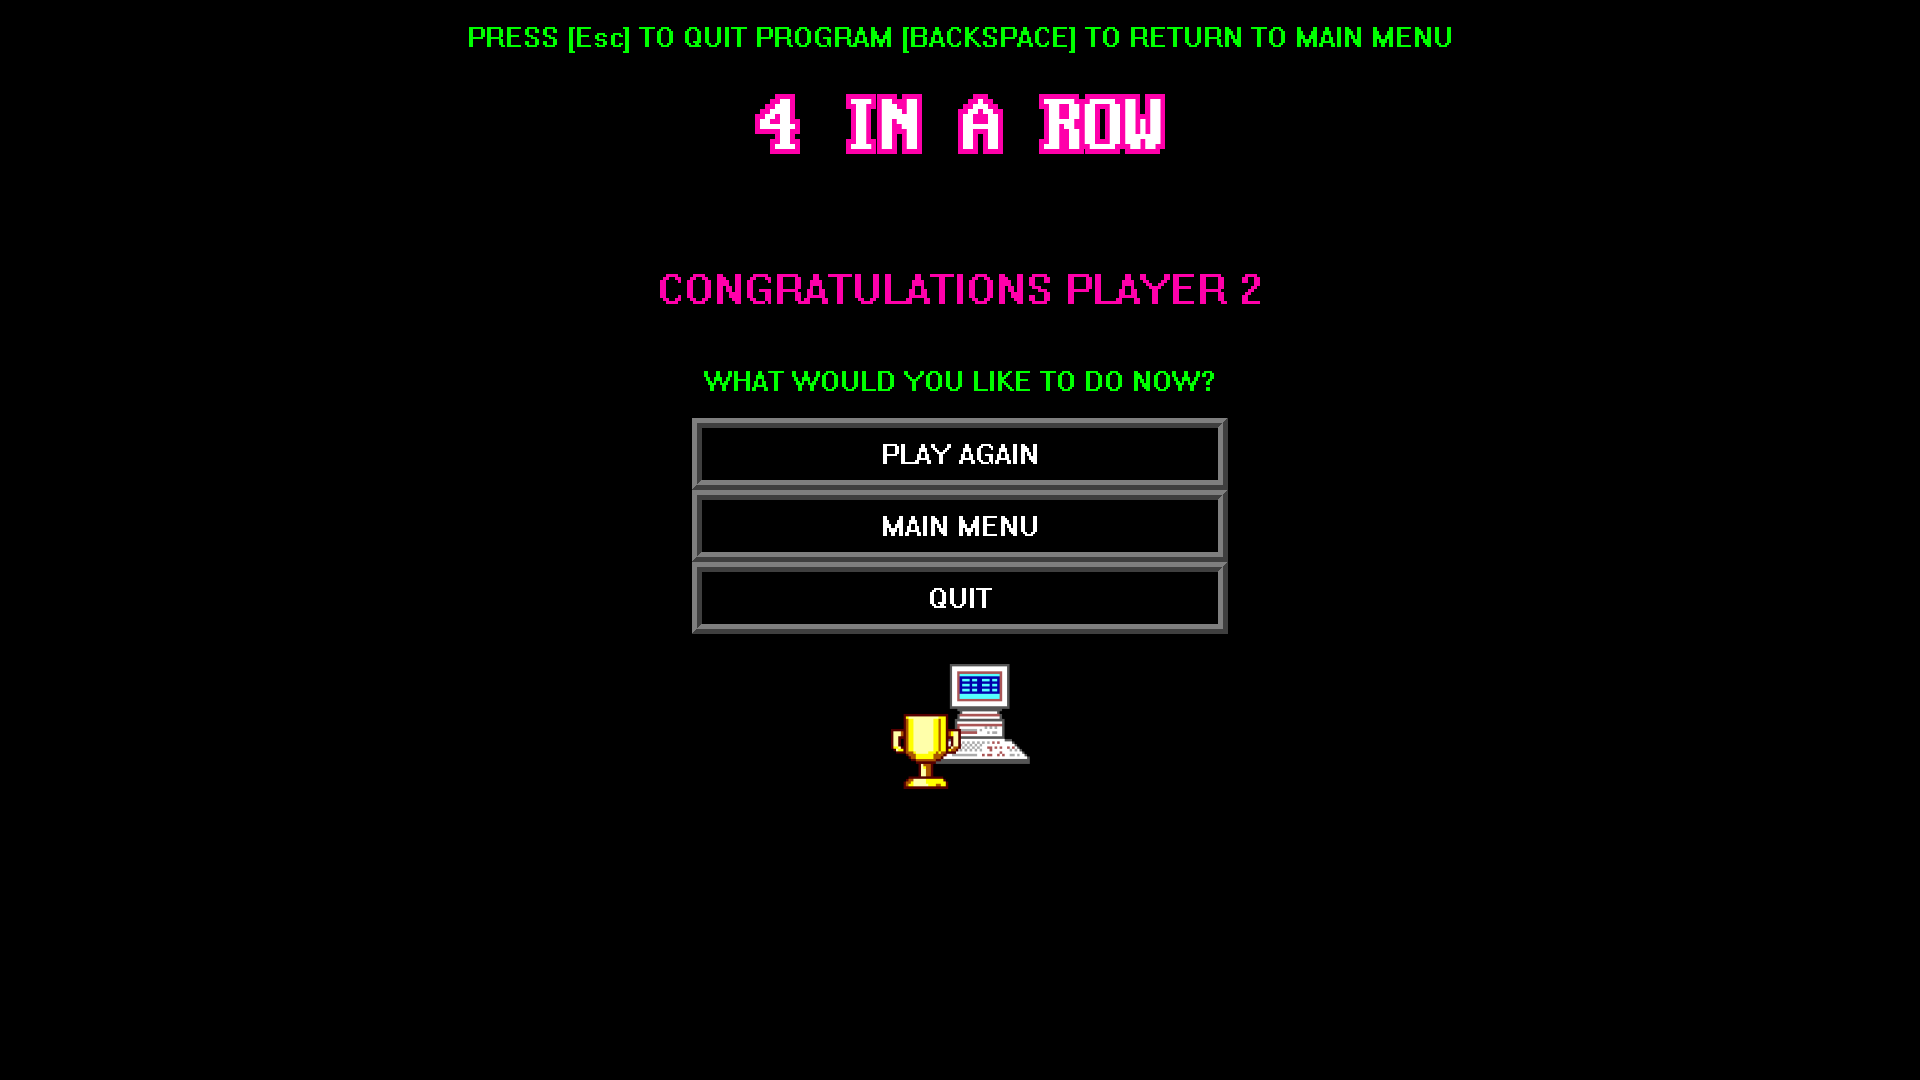 PRESS [Esc] TO QUIT PROGRAM [BACKSPACE] TO RETURN TO MAIN MENU
4 IN A ROW
CONGRATULATIONS PLAYER 2
WHAT WOULD YOU LIKE TO DO NOW?
PLAY AGAIN
MAIN MENU
QUIT